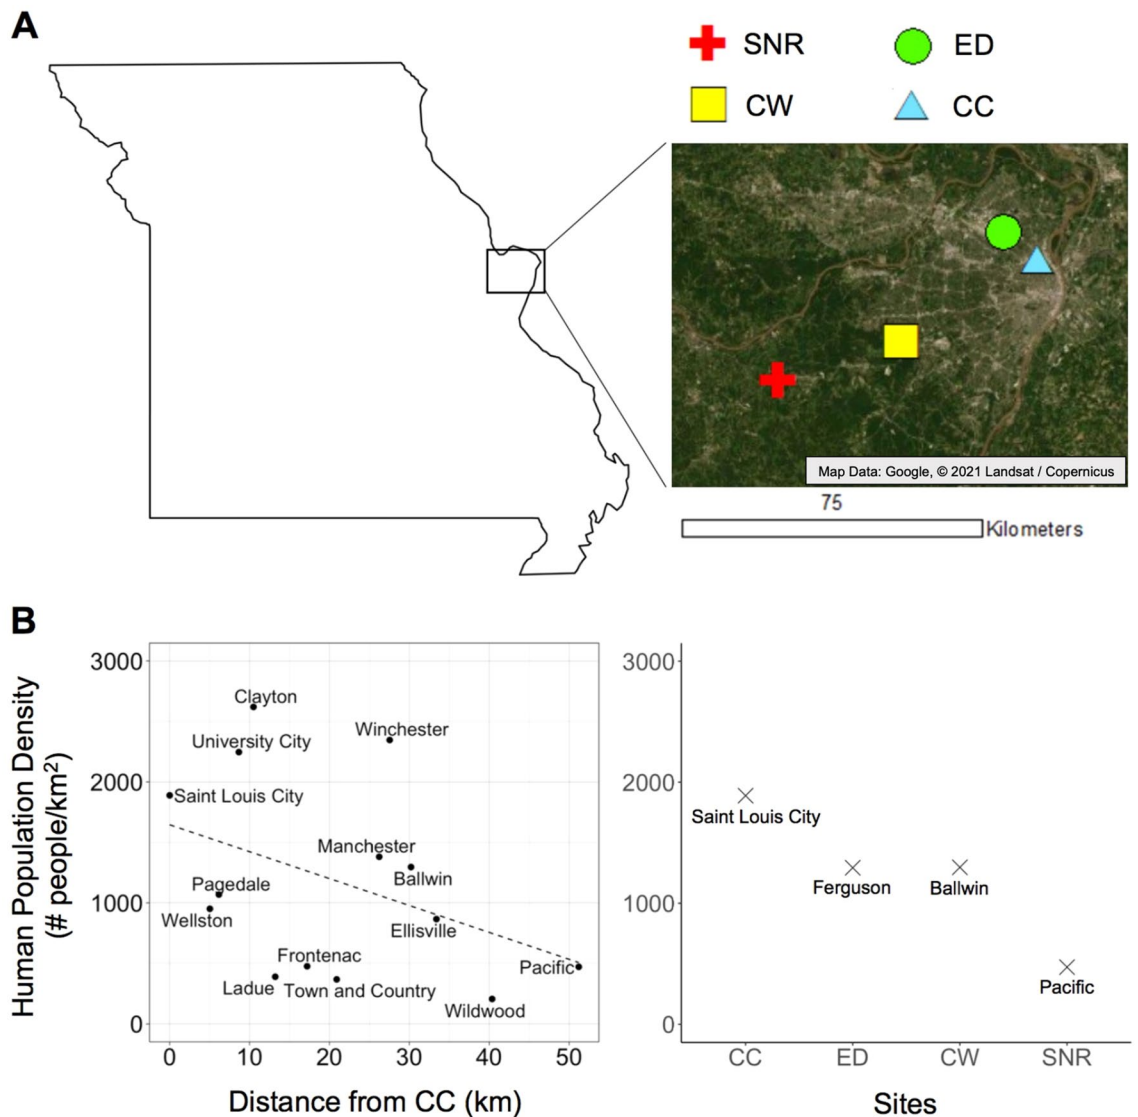 A
SNR
ED
CW
CC
Map Data: Google, © 2021 Landsat / Copernicus
75
Kilometers
B
Human Population Density
(# people/km²)
3000
2000
1000
0
Clayton
Winchester
University City
Saint Louis City
Manchester
Ballwin
Pagedale
Wellston
Ellisville
Frontenac
Pacific
Ladue
Town and Country
Wildwood
0 10 20 30 40 50
Distance from CC (km)
3000
2000
1000
0
Saint Louis City
Ferguson
Ballwin
Pacific
CC ED CW SNR
Sites